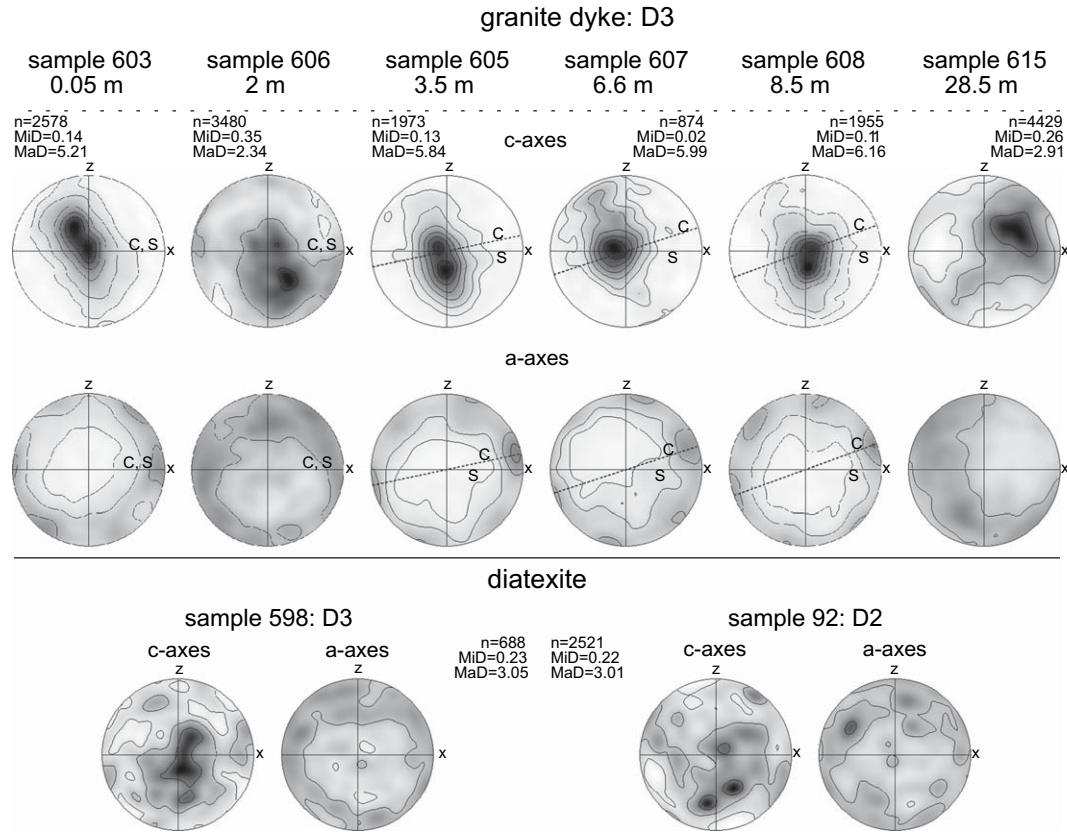 granite dyke: D3
sample 603 sample 606 sample 605 sample 607 sample 608 sample 615
0.05 m 2 m 3.5 m 6.6 m 8.5 m 28.5 m
n=2578 n=3480 n=1973 n=874 n=1955 n=4429
MiD=0.14 MiD=0.35 MiD=0.13 MiD=0.02 MiD=0.11 MiD=0.26
MaD=5.21 MaD=2.34 MaD=5.84 MaD=5.99 MaD=6.16 MaD=2.91
c-axes
z z z z z z
C, S x C, S x C S x C S x C S x x
a-axes
z z z z z z
C, S x C, S x C S x C S x C S x x
diatexite
sample 598: D3 sample 92: D2
c-axes a-axes n=688 n=2521 c-axes a-axes
MiD=0.23 MiD=0.22
MaD=3.05 MaD=3.01
z z z z
x x x x